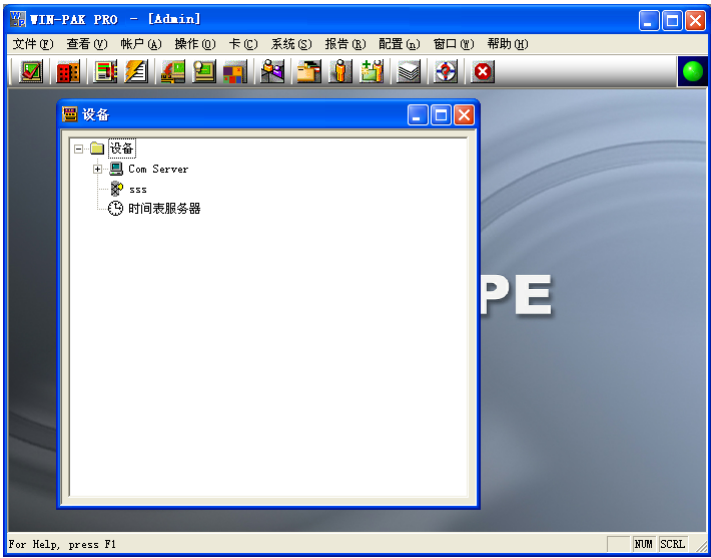 WIN-PAK PRO - [Admin]
文件(F) 查看(V) 帐户(A) 操作(O) 卡(C) 系统(S) 报告(R) 配置(n) 窗口(W) 帮助(H)
设备
设备
Com Server
sss
时间表服务器
PE
For Help, press F1
NUM SCRL